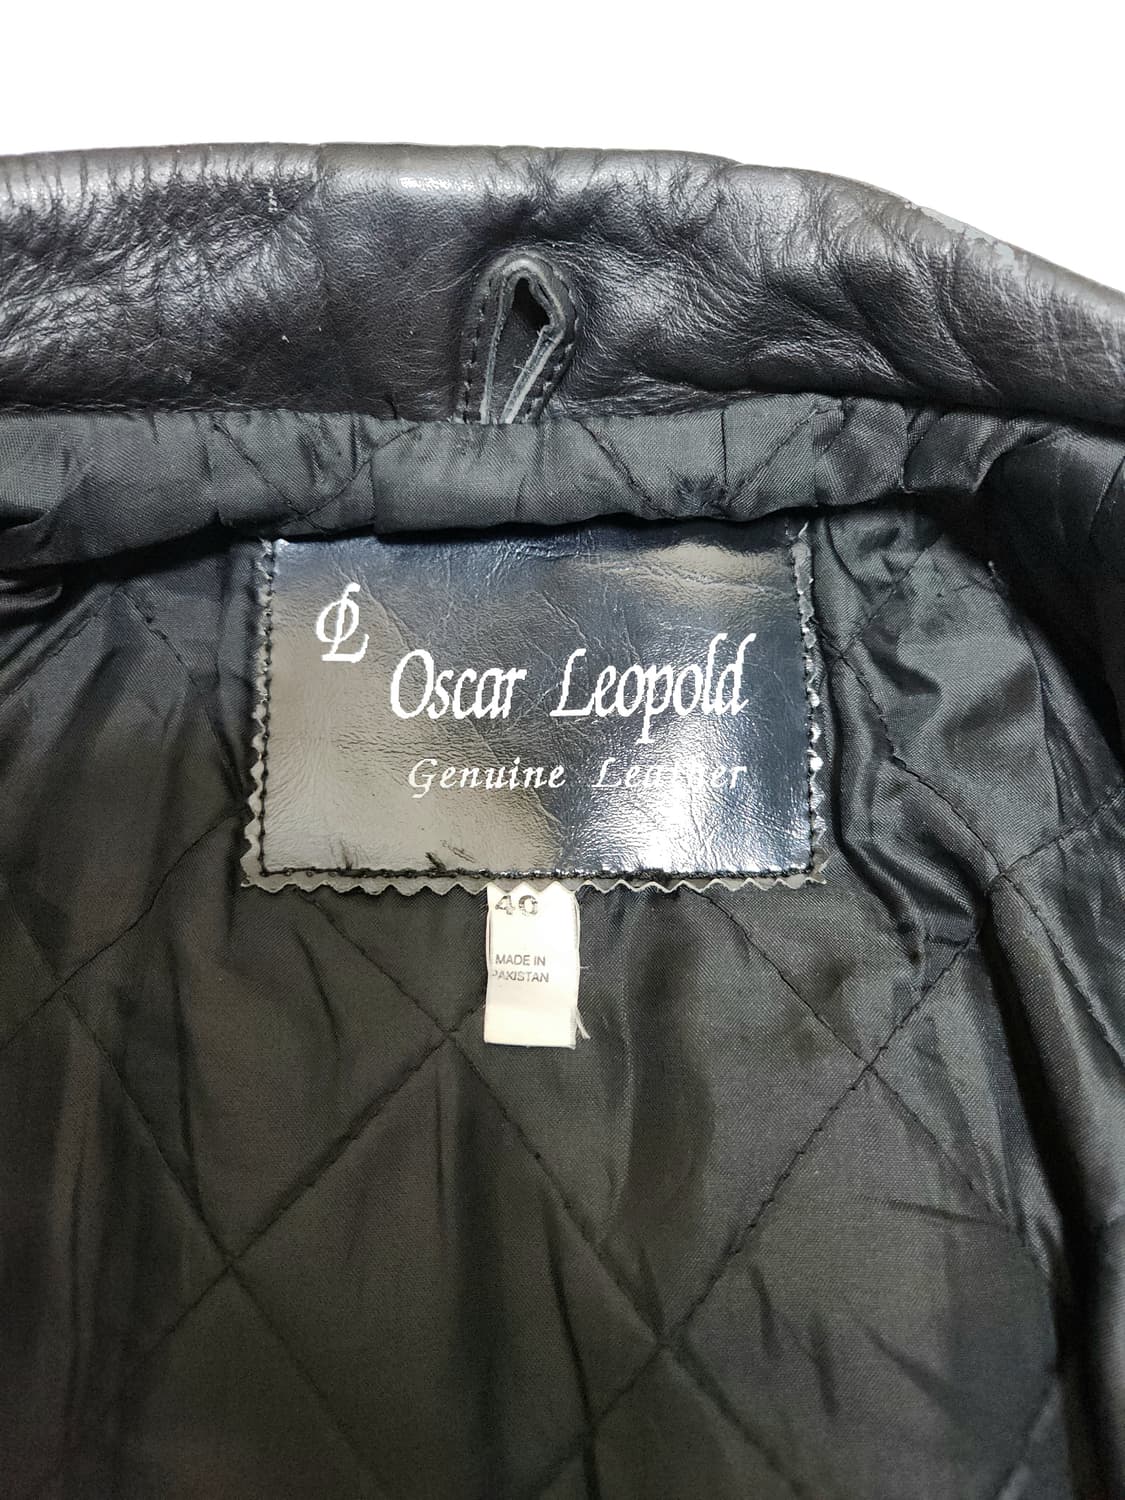 OL
Oscar Leopold
Genuine Leather
40
MADE IN
PAKISTAN